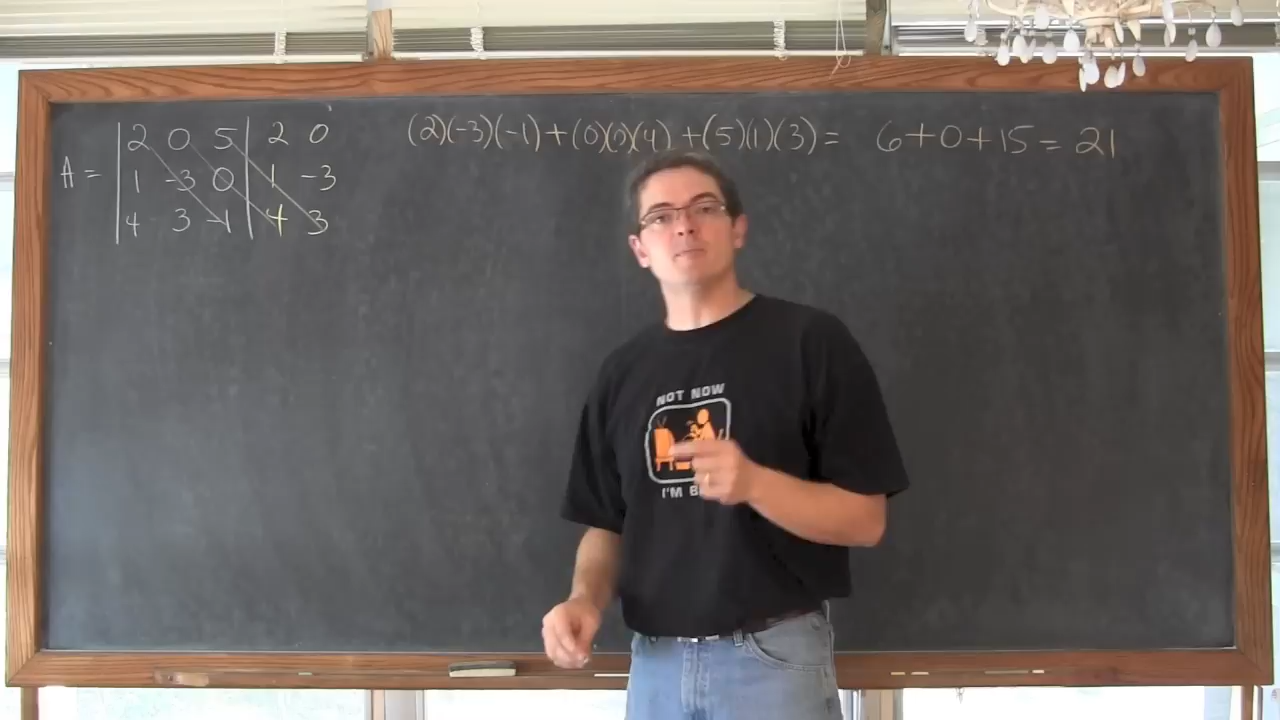 A = | 2 0 5 | 2 0
1 -3 0 | 1 -3
4 3 -1 | 4 3
(2)(-3)(-1) + (0)(0)(4) + (5)(1)(3) = 6 + 0 + 15 = 21
NOT NOW
I'M